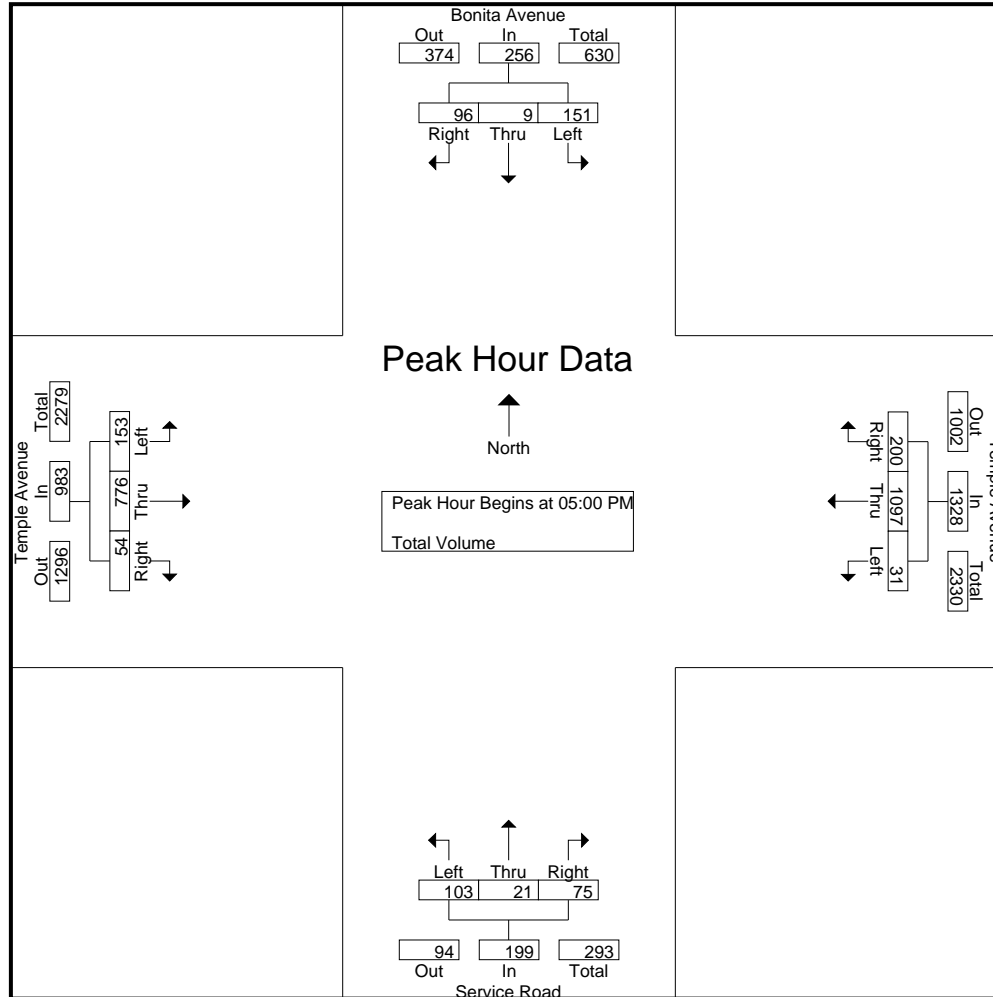 Bonita Avenue
Out In Total
374 256 630
96 9 151
Right Thru Left
Peak Hour Data
North
Peak Hour Begins at 05:00 PM
Total Volume
Temple Avenue
Total In Out
2279 983 1296
153 776 54
Left Thru Right
Out In Total
1002 1328 2330
200 1097 31
Right Thru Left
Temple Avenue
Left Thru Right
103 21 75
94 199 293
Out In Total
Service Road